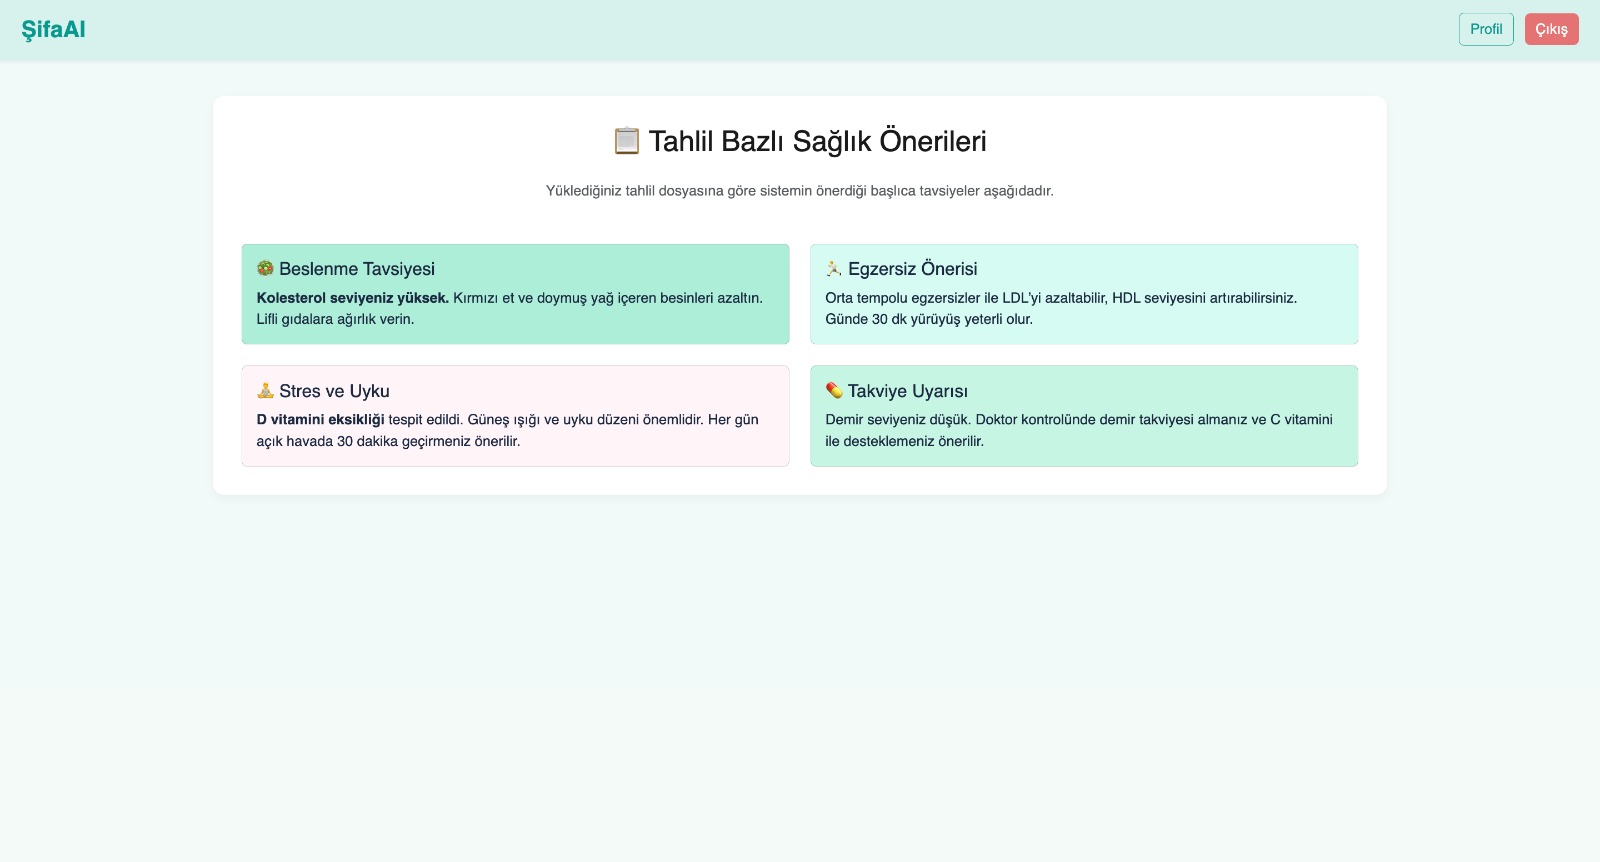 ŞifaAI
Profil
Çıkış
Tahlil Bazlı Sağlık Önerileri
Yüklediğiniz tahlil dosyasına göre sistemin önerdiği başlıca tavsiyeler aşağıdadır.
Beslenme Tavsiyesi
Kolesterol seviyeniz yüksek. Kırmızı et ve doymuş yağ içeren besinleri azaltın.
Lifli gıdalara ağırlık verin.
Egzersiz Önerisi
Orta tempolu egzersizler ile LDL'yi azaltabilir, HDL seviyesini artırabilirsiniz.
Günde 30 dk yürüyüş yeterli olur.
Stres ve Uyku
D vitamini eksikliği tespit edildi. Güneş ışığı ve uyku düzeni önemlidir. Her gün
açık havada 30 dakika geçirmeniz önerilir.
Takviye Uyarısı
Demir seviyeniz düşük. Doktor kontrolünde demir takviyesi almanız ve C vitamini
ile desteklemeniz önerilir.